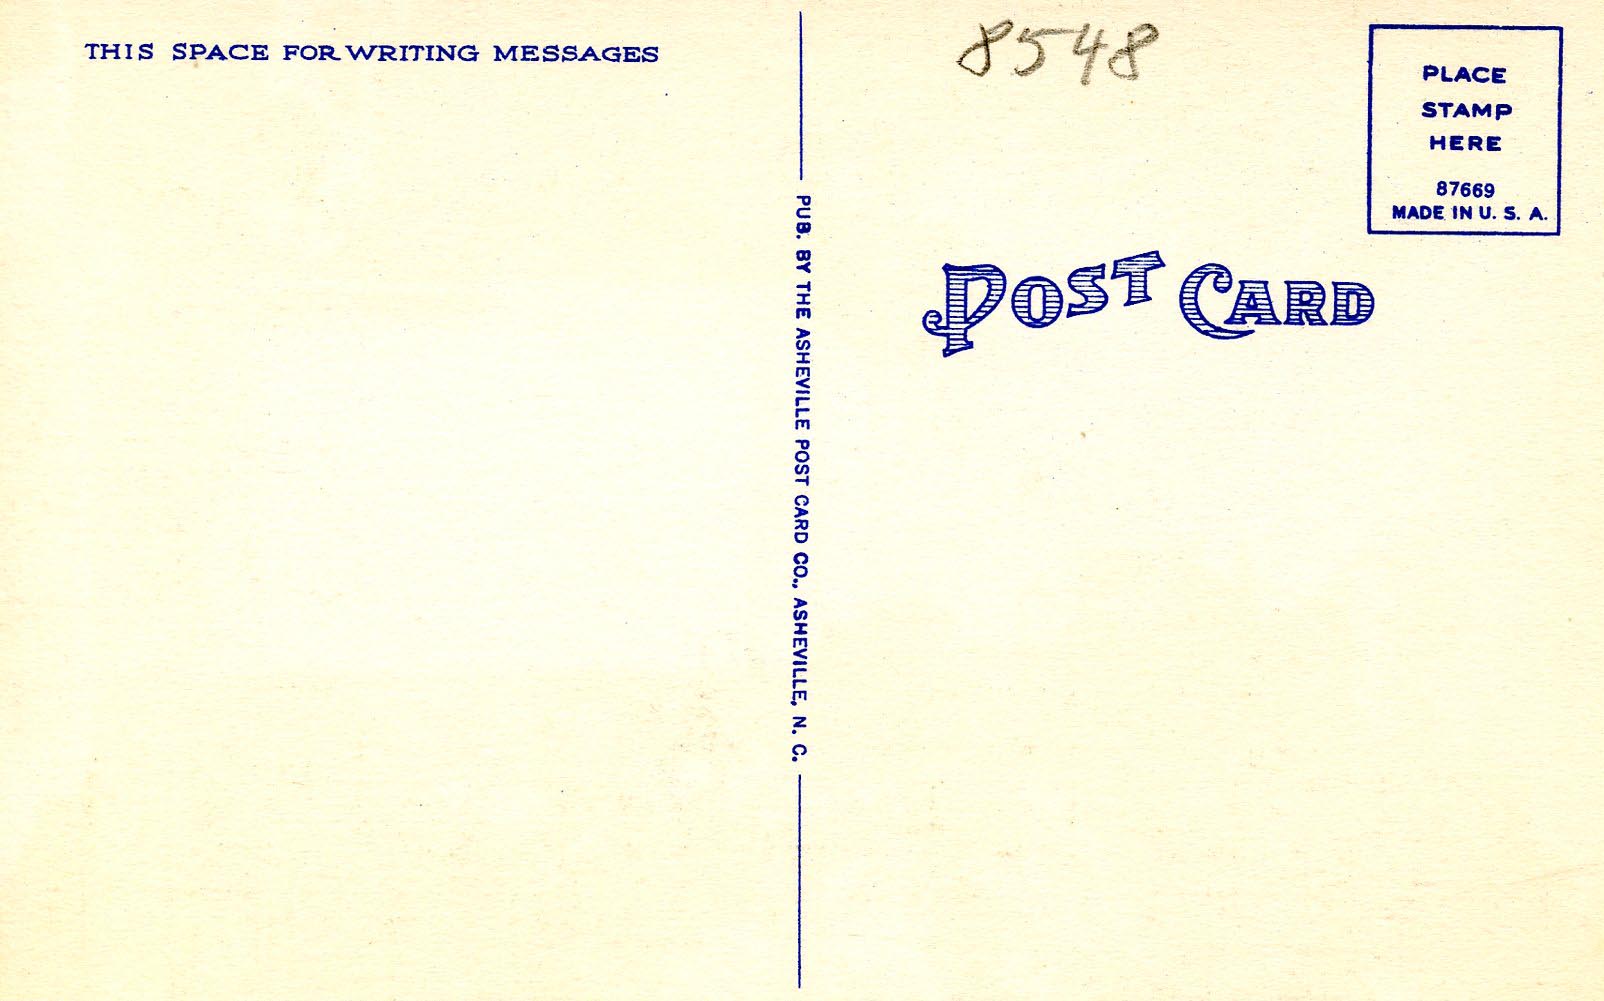 THIS SPACE FOR WRITING MESSAGES
8548
PLACE
STAMP
HERE
87669
MADE IN U. S. A.
POST CARD
PUB. BY THE ASHEVILLE POST CARD CO., ASHEVILLE, N. C.